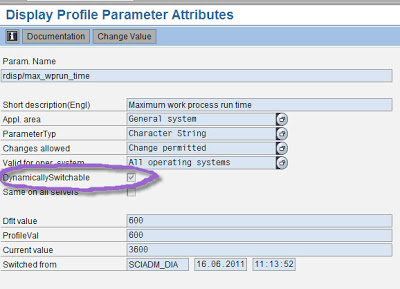 Display Profile Parameter Attributes
Documentation Change Value
Param. Name
rdisp/max_wprun_time
Short description(Engl) Maximum work process run time
Appl. area General system
ParameterTyp Character String
Changes allowed Change permitted
Valid for oper. system All operating systems
DynamicallySwitchable
Same on all servers
Dflt value 600
ProfileVal 600
Current value 3600
Switched from SCIADM_DIA 16.06.2011 11:13:52